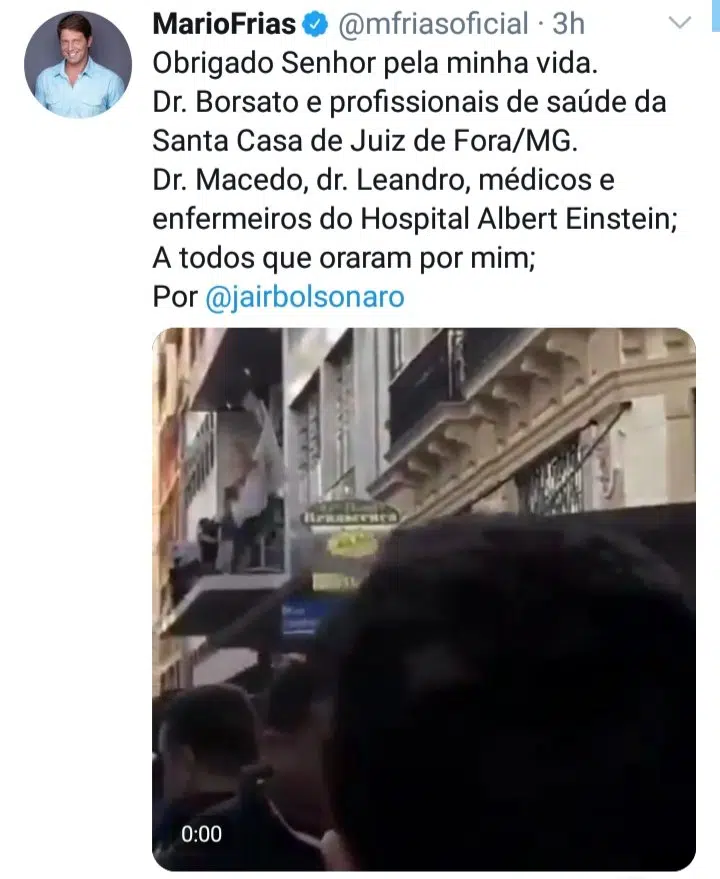 MarioFrias @mfriasoficial · 3h
Obrigado Senhor pela minha vida.
Dr. Borsato e profissionais de saúde da
Santa Casa de Juiz de Fora/MG.
Dr. Macedo, dr. Leandro, médicos e
enfermeiros do Hospital Albert Einstein;
A todos que oraram por mim;
Por @jairbolsonaro
0:00